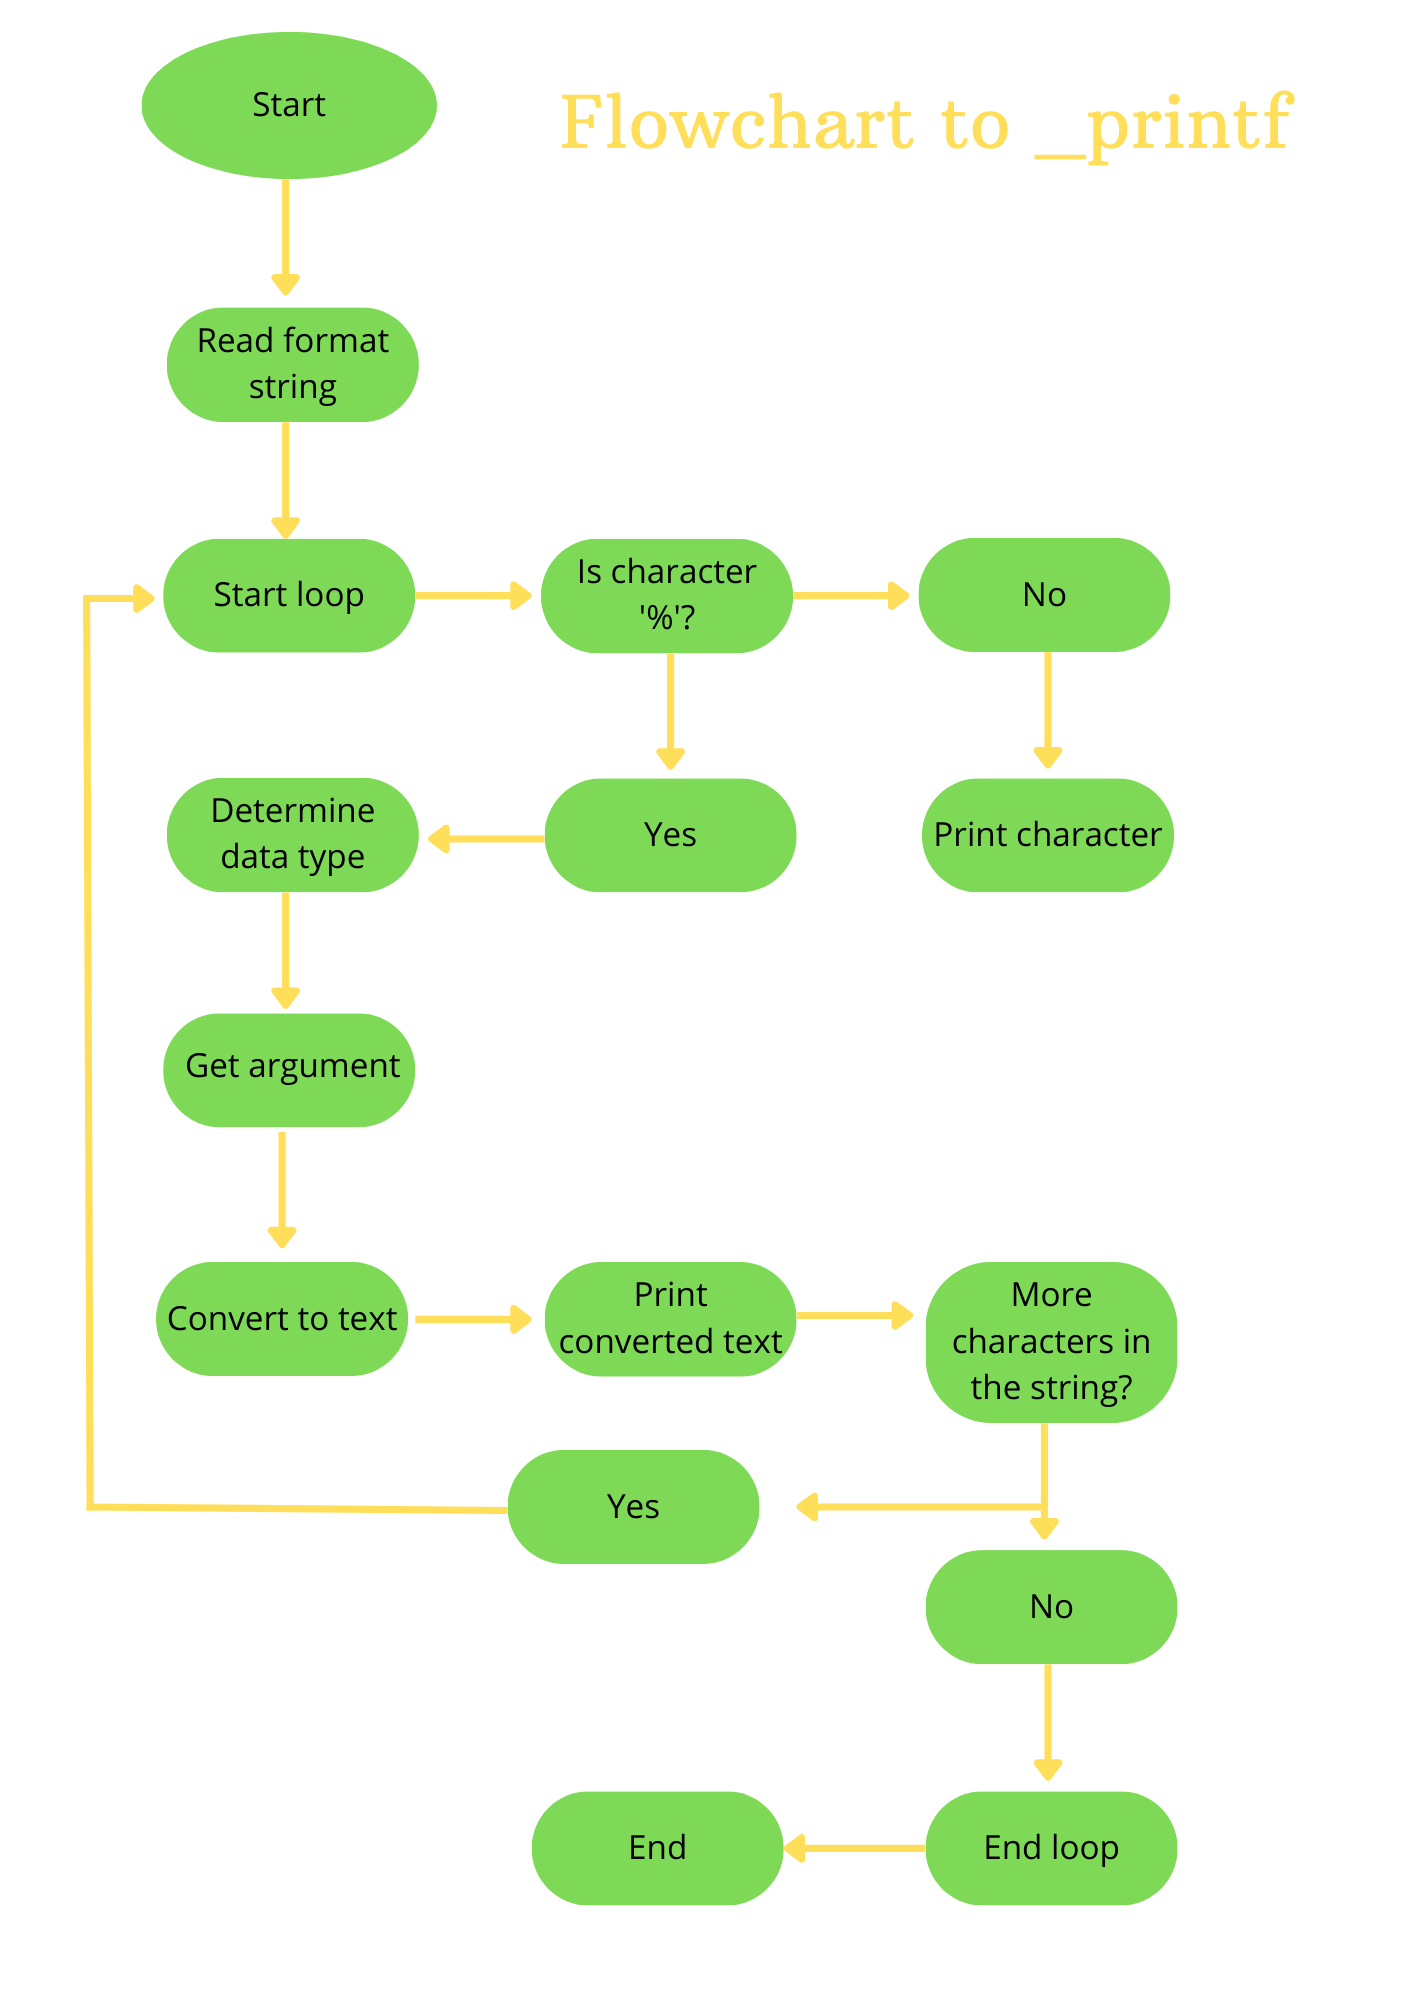 Start
Flowchart to _printf
Read format
string
Start loop
Is character
'%'?
No
Determine
data type
Yes
Print character
Get argument
Convert to text
Print
converted text
More
characters in
the string?
Yes
No
End
End loop